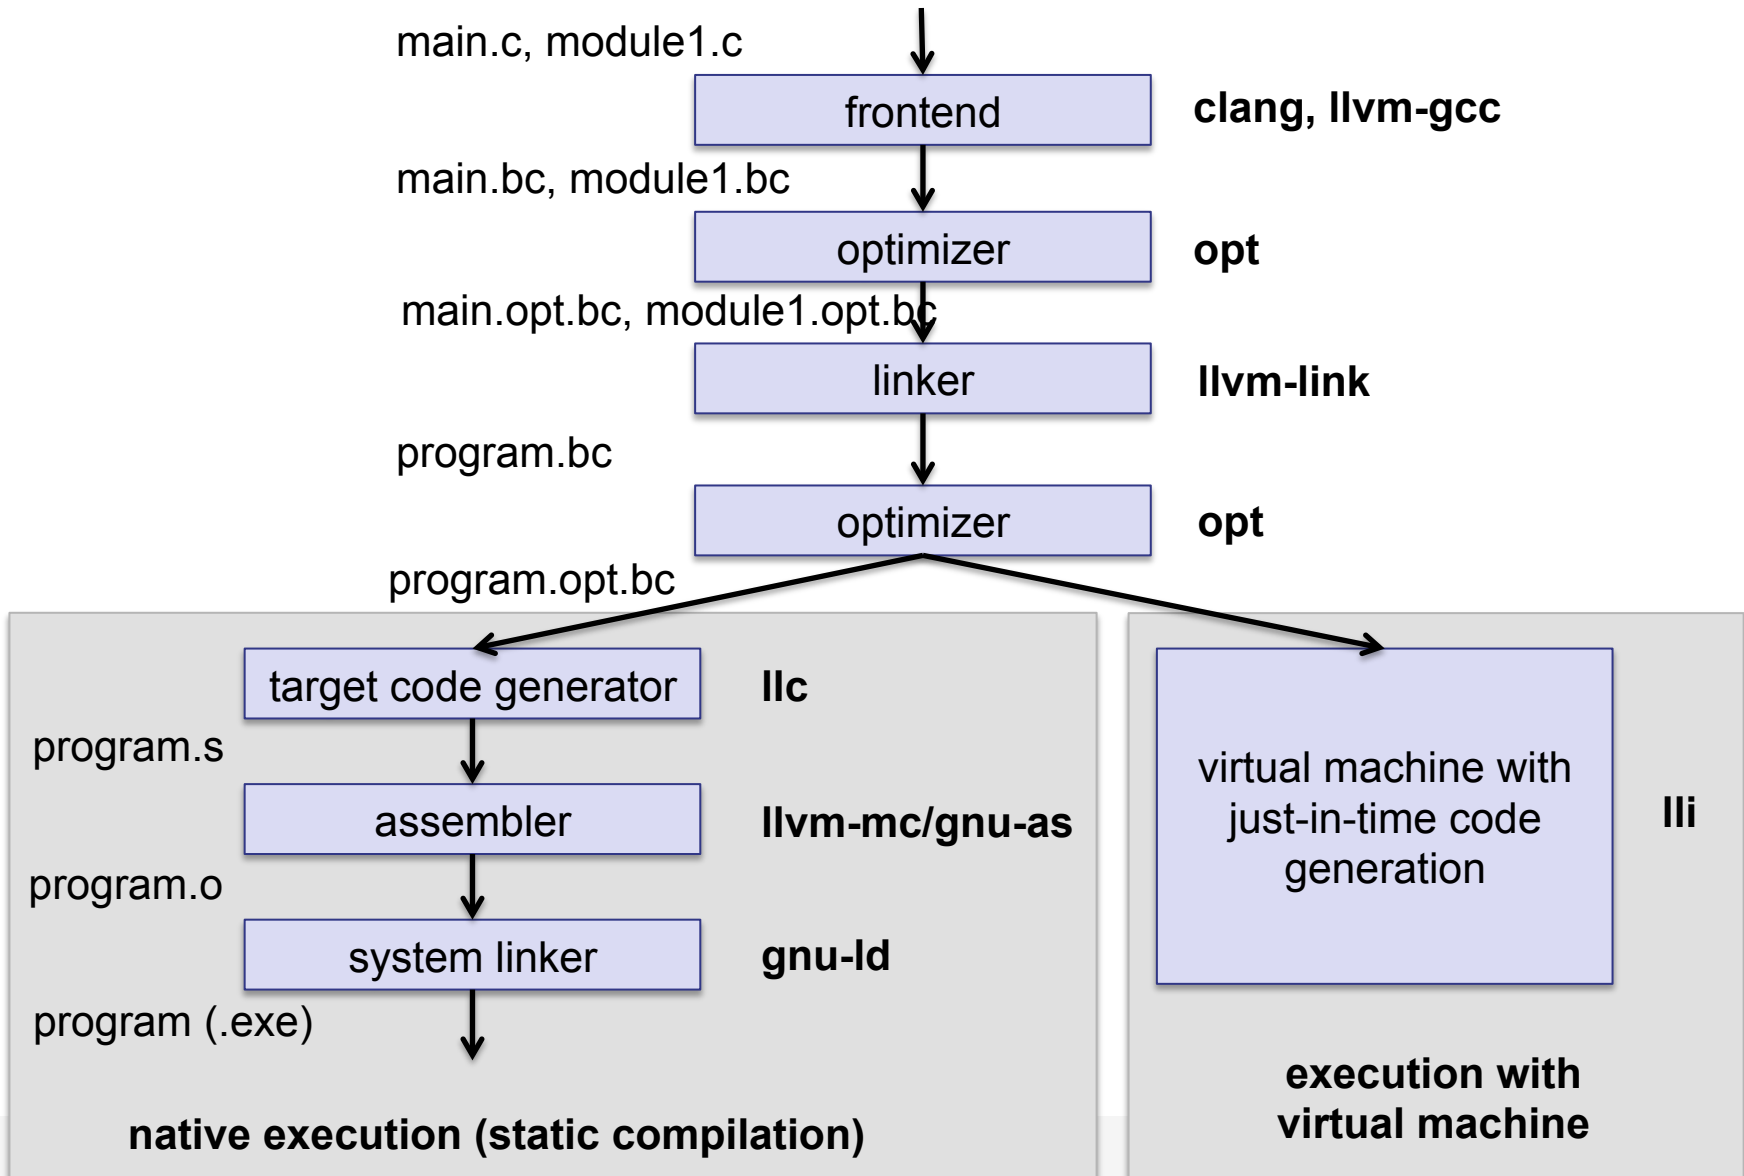 main.c, module1.c
frontend
clang, llvm-gcc
main.bc, module1.bc
optimizer
opt
main.opt.bc, module1.opt.bc
linker
llvm-link
program.bc
optimizer
opt
program.opt.bc
target code generator
llc
program.s
assembler
llvm-mc/gnu-as
program.o
system linker
gnu-ld
program (.exe)
native execution (static compilation)
virtual machine with
just-in-time code
generation
lli
execution with
virtual machine